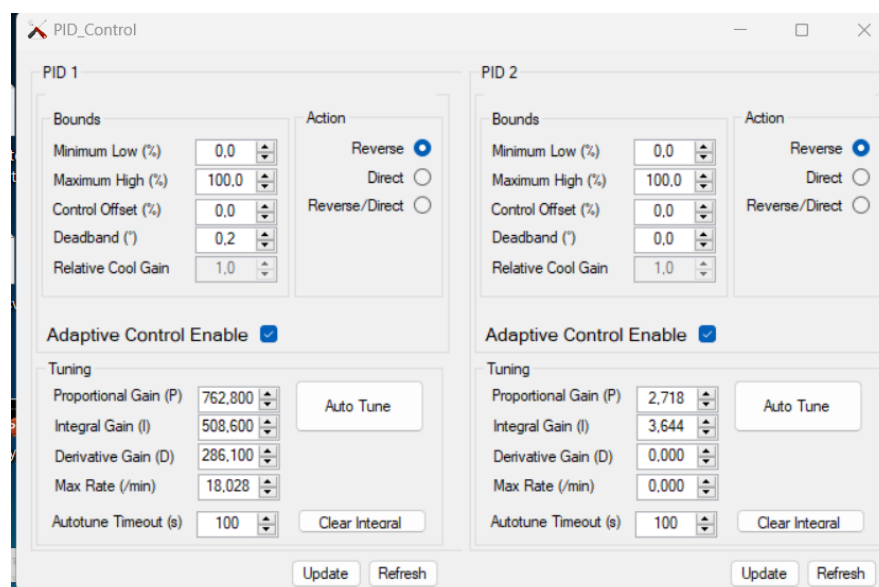 PID_Control
PID 1
Bounds
Minimum Low (%) 0,0
Maximum High (%) 100,0
Control Offset (%) 0,0
Deadband (°) 0,2
Relative Cool Gain 1,0
Action
Reverse
Direct
Reverse/Direct
Adaptive Control Enable
Tuning
Proportional Gain (P) 762,800
Integral Gain (I) 508,600
Derivative Gain (D) 286,100
Max Rate (/min) 18,028
Autotune Timeout (s) 100
Auto Tune
Clear Integral
Update Refresh
PID 2
Bounds
Minimum Low (%) 0,0
Maximum High (%) 100,0
Control Offset (%) 0,0
Deadband (°) 0,0
Relative Cool Gain 1,0
Action
Reverse
Direct
Reverse/Direct
Adaptive Control Enable
Tuning
Proportional Gain (P) 2,718
Integral Gain (I) 3,644
Derivative Gain (D) 0,000
Max Rate (/min) 0,000
Autotune Timeout (s) 100
Auto Tune
Clear Integral
Update Refresh